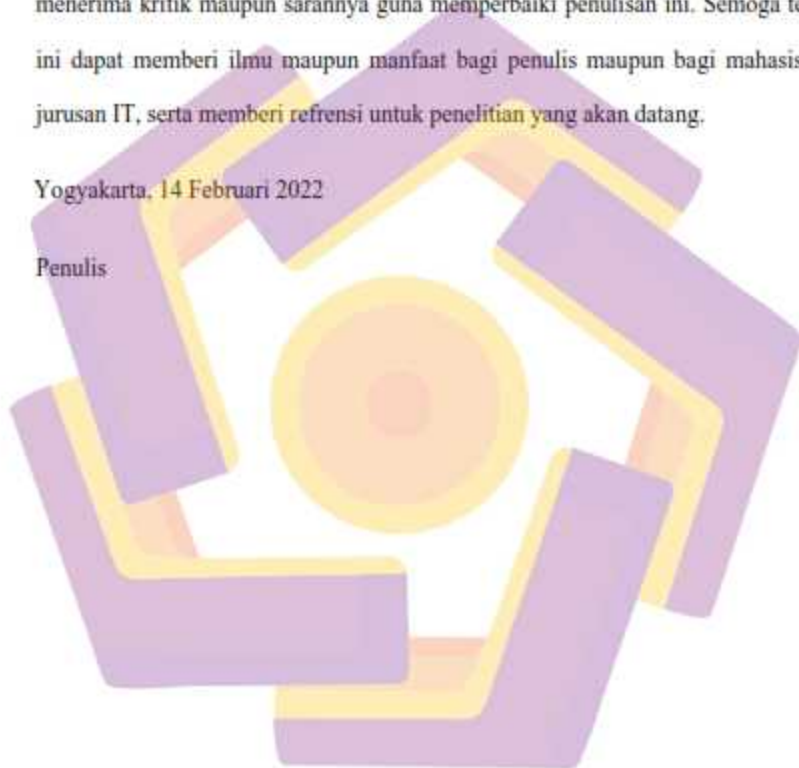 menerima kritik maupun sarannya guna memperbaiki penulisan ini. Semoga
ini dapat memberi ilmu maupun manfaat bagi penulis maupun bagi
jurusan IT, serta memberi refrensi untuk penelitian yang akan datang.
Yogyakarta, 14 Februari 2022
Penulis